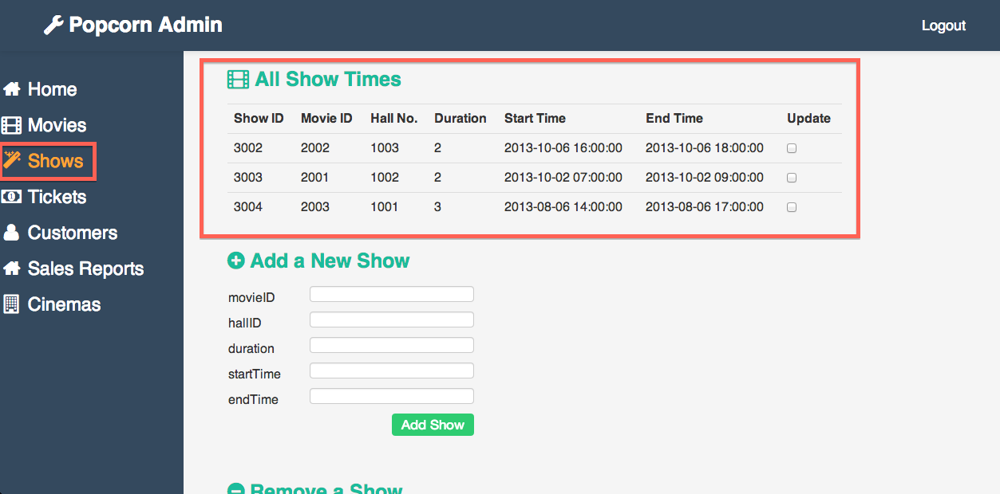 Popcorn Admin
Logout
Home
Movies
Shows
Tickets
Customers
Sales Reports
Cinemas
All Show Times
Show ID Movie ID Hall No. Duration Start Time End Time Update
3002 2002 1003 2 2013-10-06 16:00:00 2013-10-06 18:00:00
3003 2001 1002 2 2013-10-02 07:00:00 2013-10-02 09:00:00
3004 2003 1001 3 2013-08-06 14:00:00 2013-08-06 17:00:00
Add a New Show
movieID
hallID
duration
startTime
endTime
Add Show
Remove a Show